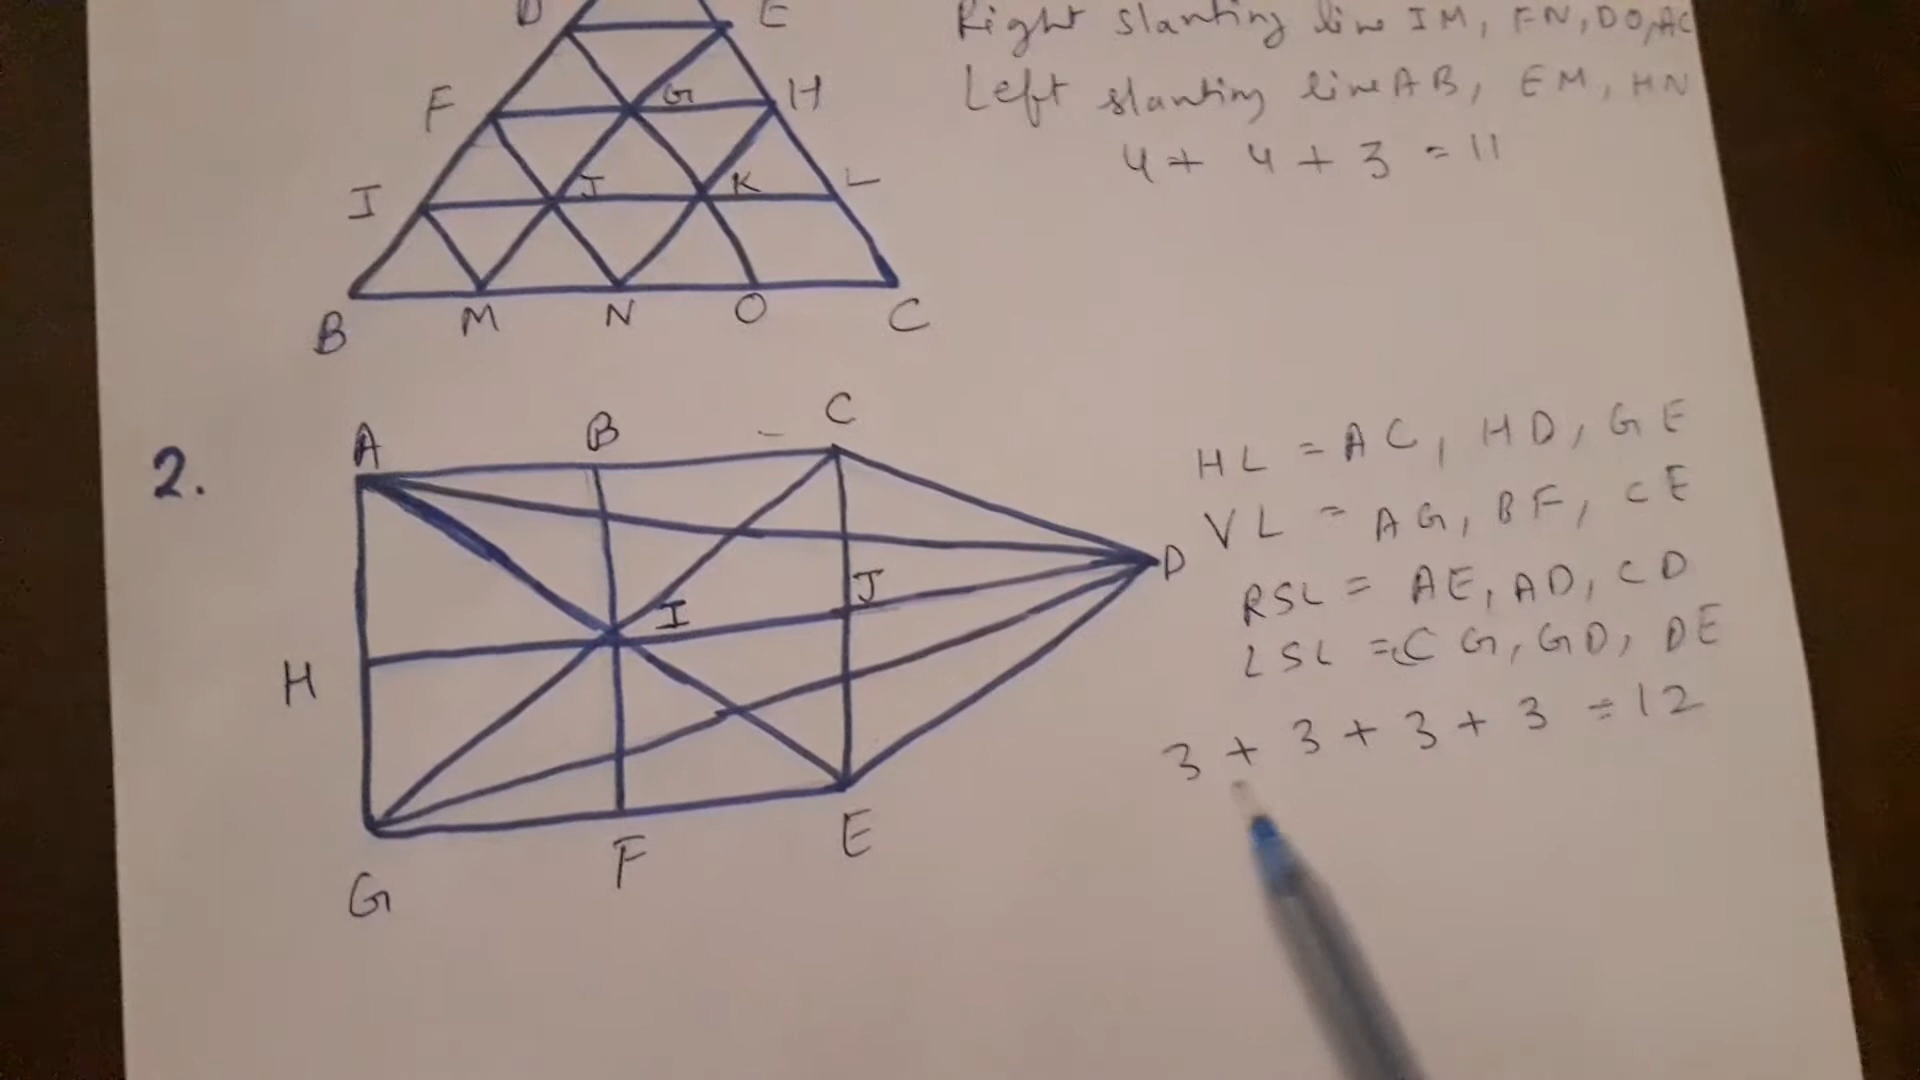 D E
Right slanting line IM, FN, DO, AC
F G H
Left slanting line AB, EM, HN
4 + 4 + 3 = 11
I J K L
B M N O C
2.
A B C
HL = AC, HD, GE
VL = AG, BF, CE
D
RSL = AE, AD, CD
I J
H
LSL = CG, GD, DE
3 + 3 + 3 + 3 = 12
G F E